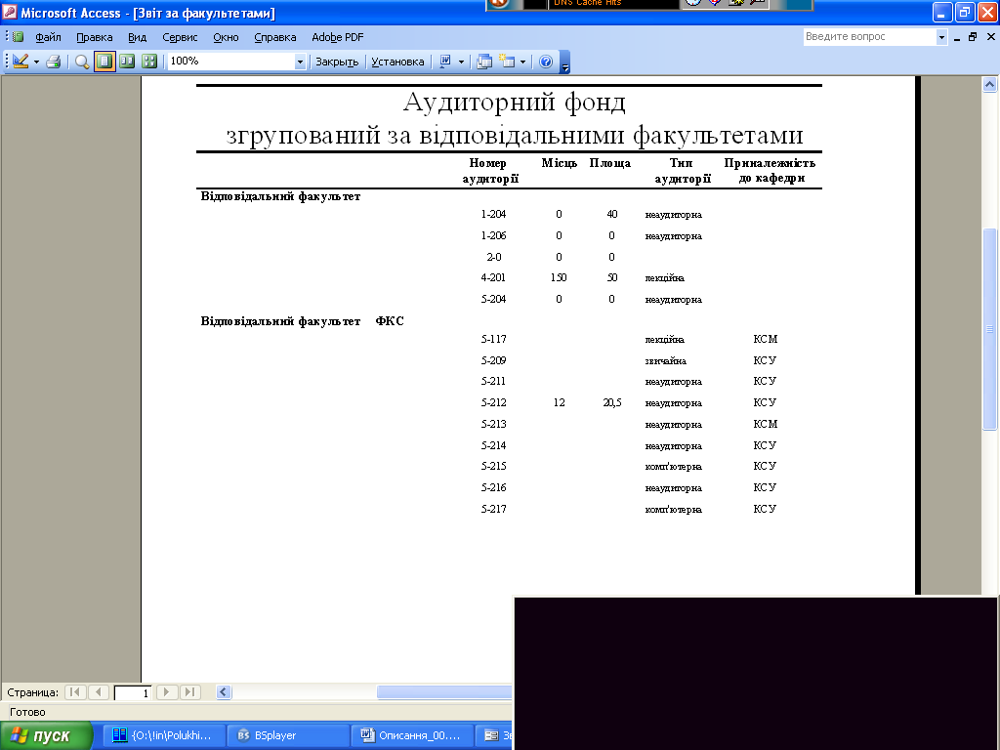 DNS Cache Hits
Microsoft Access - [Звіт за факультетами]
Файл Правка Вид Сервис Окно Справка Adobe PDF Введите вопрос
100% Закрыть Установка
Аудиторний фонд
згрупований за відповідальними факультетами
Номер аудиторії Місць Площа Тип аудиторії Приналежність до кафедри
Відповідальний факультет
1-204 0 40 неаудиторна
1-206 0 0 неаудиторна
2-0 0 0
4-201 150 50 лекційна
5-204 0 0 неаудиторна
Відповідальний факультет ФКС
5-117 лекційна КСМ
5-209 звичайна КСУ
5-211 неаудиторна КСУ
5-212 12 20,5 неаудиторна КСУ
5-213 неаудиторна КСМ
5-214 неаудиторна КСУ
5-215 комп'ютерна КСУ
5-216 неаудиторна КСУ
5-217 комп'ютерна КСУ
Страница: 1
Готово
пуск {O:\!in\Polukhi... BSplayer Описання_00....